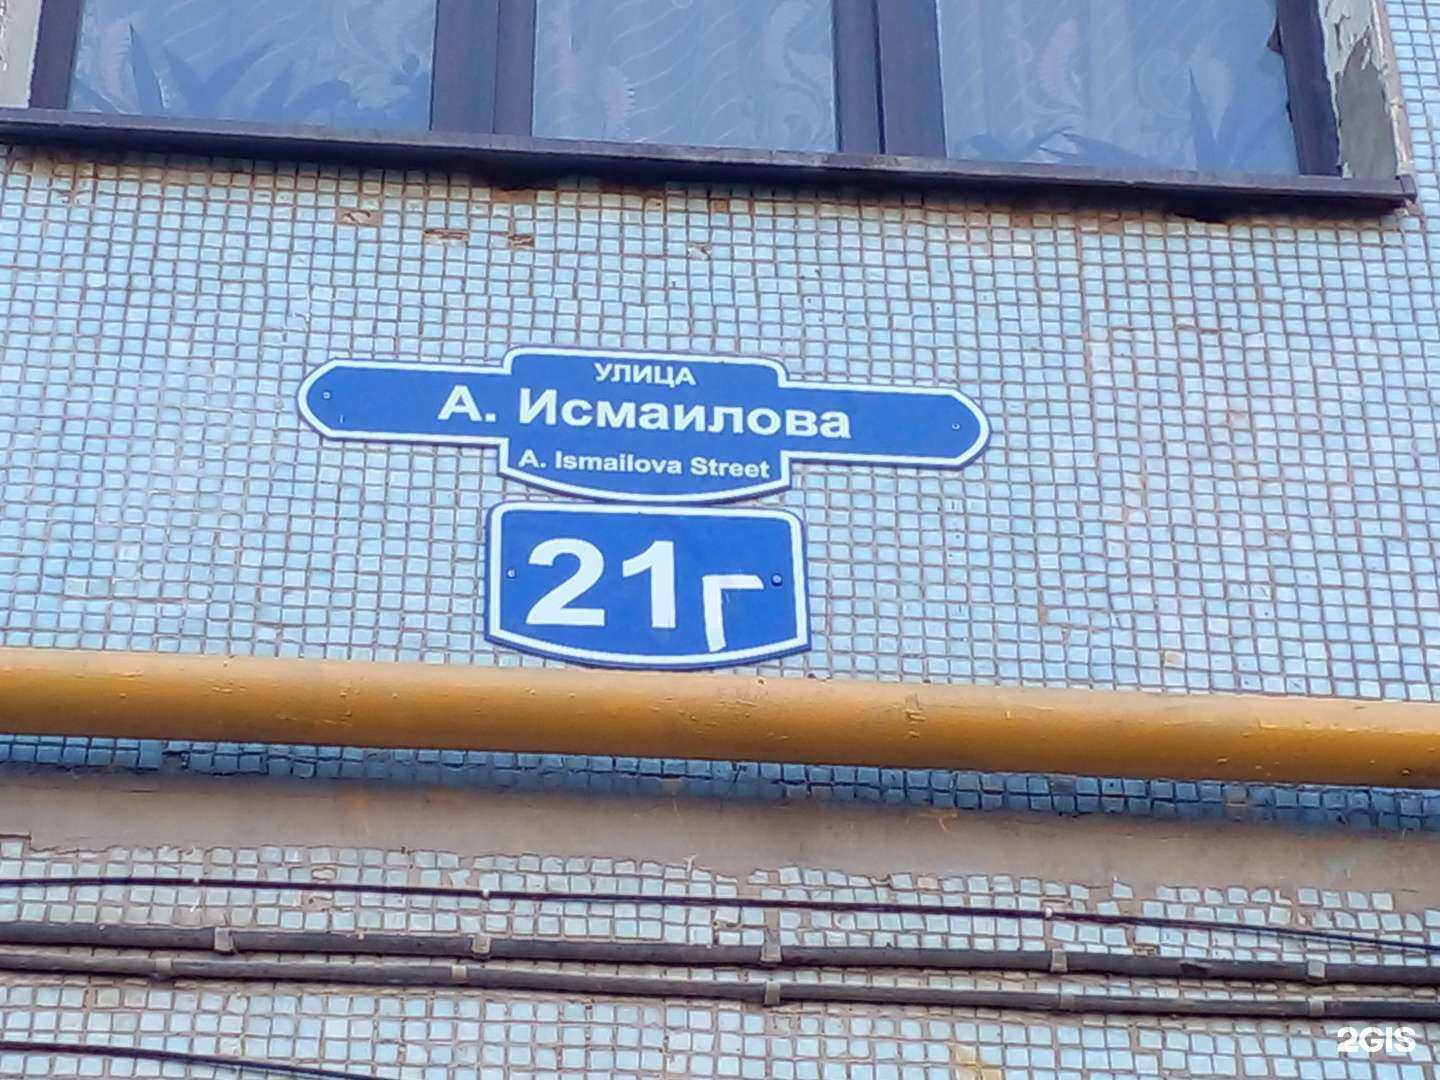 УЛИЦА
А. Исмаилова
A. Ismailova Street
21г
2GIS